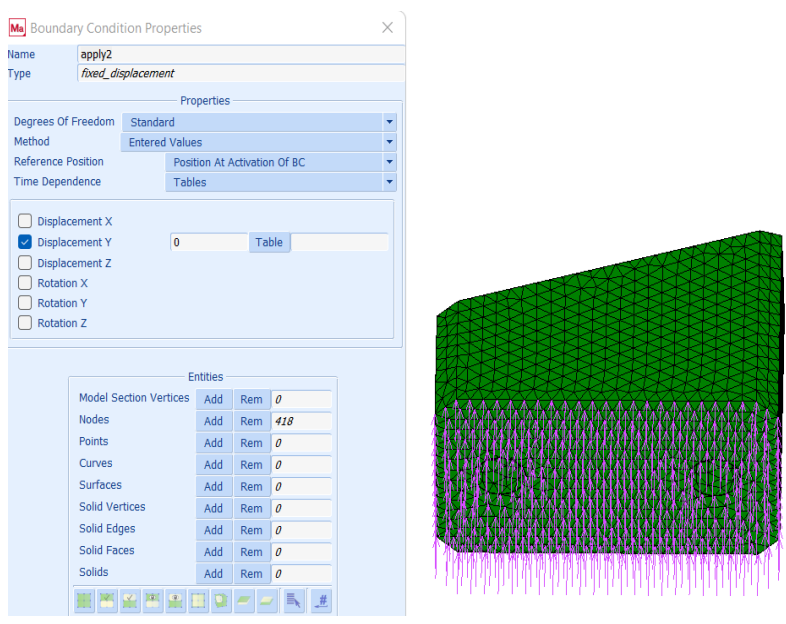 Ma Boundary Condition Properties
Name apply2
Type fixed_displacement
Properties
Degrees Of Freedom Standard
Method Entered Values
Reference Position Position At Activation Of BC
Time Dependence Tables
Displacement X
Displacement Y 0 Table
Displacement Z
Rotation X
Rotation Y
Rotation Z
Entities
Model Section Vertices Add Rem 0
Nodes Add Rem 418
Points Add Rem 0
Curves Add Rem 0
Surfaces Add Rem 0
Solid Vertices Add Rem 0
Solid Edges Add Rem 0
Solid Faces Add Rem 0
Solids Add Rem 0
#